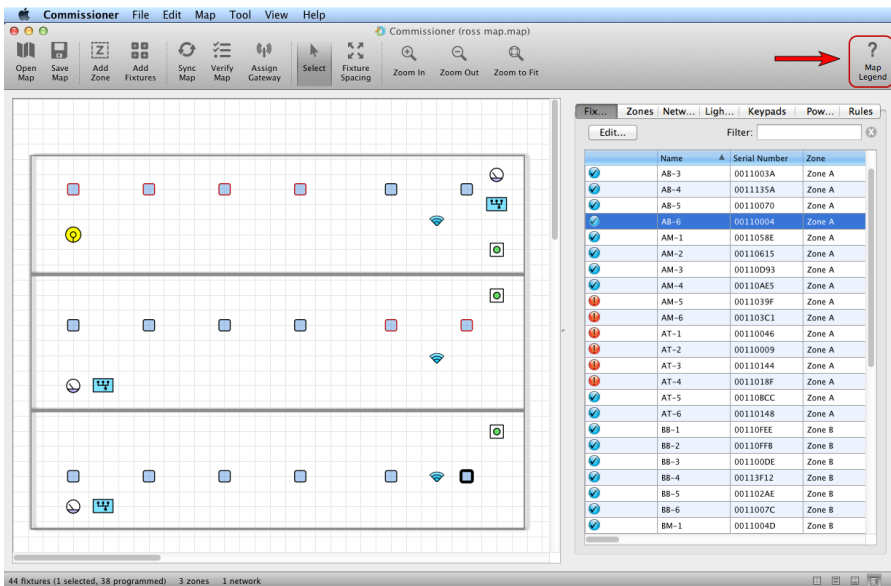 Commissioner File Edit Map Tool View Help
Commissioner (ross map.map)
Open Map
Save Map
Add Zone
Add Fixtures
Sync Map
Verify Map
Assign Gateway
Select
Fixture Spacing
Zoom In
Zoom Out
Zoom to Fit
?
Map Legend
Fix... Zones Netw... Ligh... Keypads Pow... Rules
Edit... Filter:
Name Serial Number Zone
AB-3 0011003A Zone A
AB-4 0011135A Zone A
AB-5 00110070 Zone A
AB-6 00110004 Zone A
AM-1 0011058E Zone A
AM-2 00110615 Zone A
AM-3 00110D93 Zone A
AM-4 00110AE5 Zone A
AM-5 0011039F Zone A
AM-6 001103C1 Zone A
AT-1 00110046 Zone A
AT-2 00110009 Zone A
AT-3 00110144 Zone A
AT-4 0011018F Zone A
AT-5 00110BCC Zone A
AT-6 00110148 Zone A
BB-1 00110FEE Zone B
BB-2 00110FFB Zone B
BB-3 001100DE Zone B
BB-4 00113F12 Zone B
BB-5 001102AE Zone B
BB-6 0011007C Zone B
BM-1 0011004D Zone B
44 fixtures (1 selected, 38 programmed) 3 zones 1 network